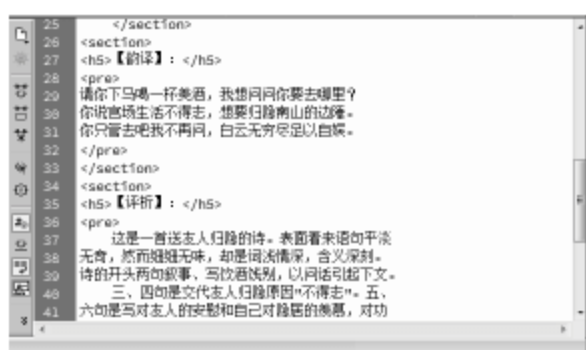 25 </section>
26 <section>
27 <h5>【韵译】：</h5>
28 <pre>
29 请你下马喝一杯美酒，我想问问你要去哪里？
30 你说官场生活不得志，想要归隐南山的边陲。
31 你只管去吧我不再问，白云无穷尽足以自娱。
32 </pre>
33 </section>
34 <section>
35 <h5>【评析】：</h5>
36 <pre>
37 这是一首送友人归隐的诗。表面看来语句平淡
38 无奇，然而细细无味，却是词浅情深，含义深刻。
39 诗的开头两句叙事、写饮酒饯别，以问话引起下文。
40 三、四句是交代友人归隐原因"不得志"。五、
41 六句是写对友人的安慰和自己对隐居的羡慕，对功